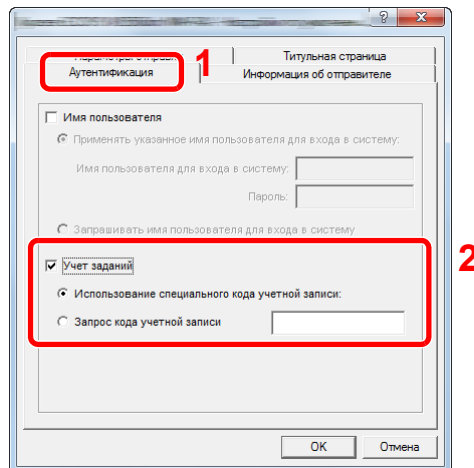 Титульная страница
1
Аутентификация
Информация об отправителе
Имя пользователя
Применять указанное имя пользователя для входа в систему:
Имя пользователя для входа в систему:
Пароль:
Запрашивать имя пользователя для входа в систему
2
Учет заданий
Использование специального кода учетной записи:
Запрос кода учетной записи
OK
Отмена